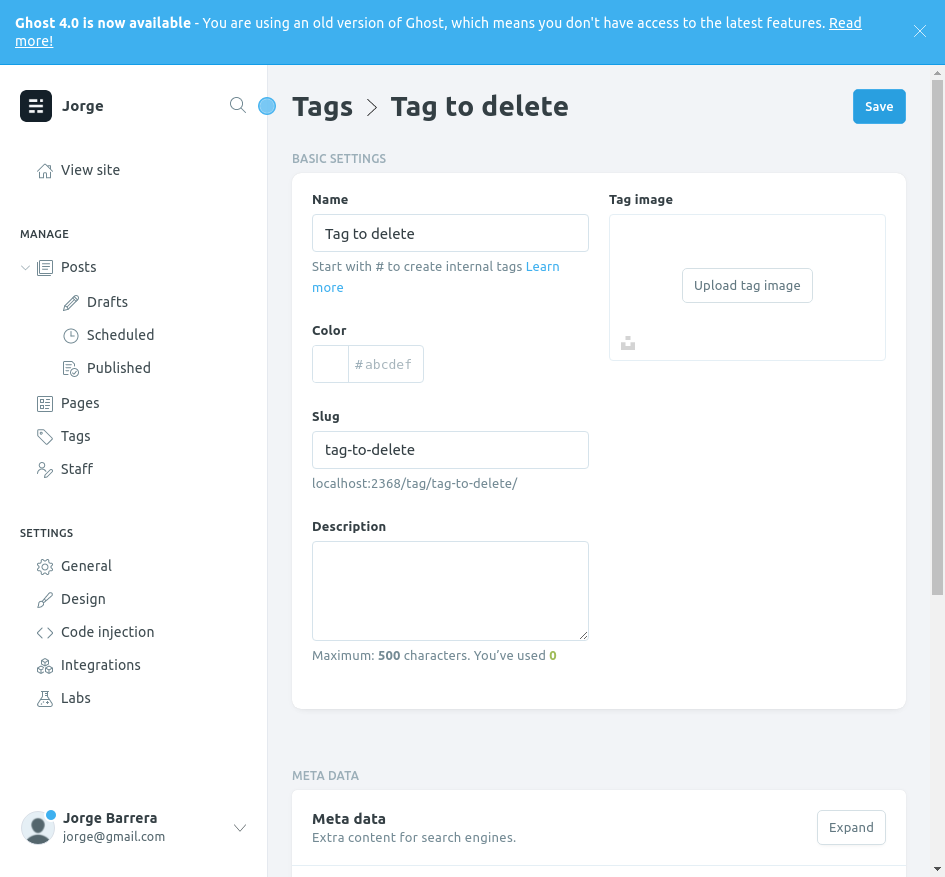 Ghost 4.0 is now available - You are using an old version of Ghost, which means you don't have access to the latest features. Read
more!
Jorge
Tags > Tag to delete
Save
View site
BASIC SETTINGS
MANAGE
Posts
Drafts
Scheduled
Published
Pages
Tags
Staff
SETTINGS
General
Design
Code injection
Integrations
Labs
Jorge Barrera
jorge@gmail.com
Name
Tag to delete
Start with # to create internal tags Learn
more
Color
#abcdef
Slug
tag-to-delete
localhost:2368/tag/tag-to-delete/
Description
Maximum: 500 characters. You’ve used 0
Tag image
Upload tag image
META DATA
Meta data
Extra content for search engines.
Expand